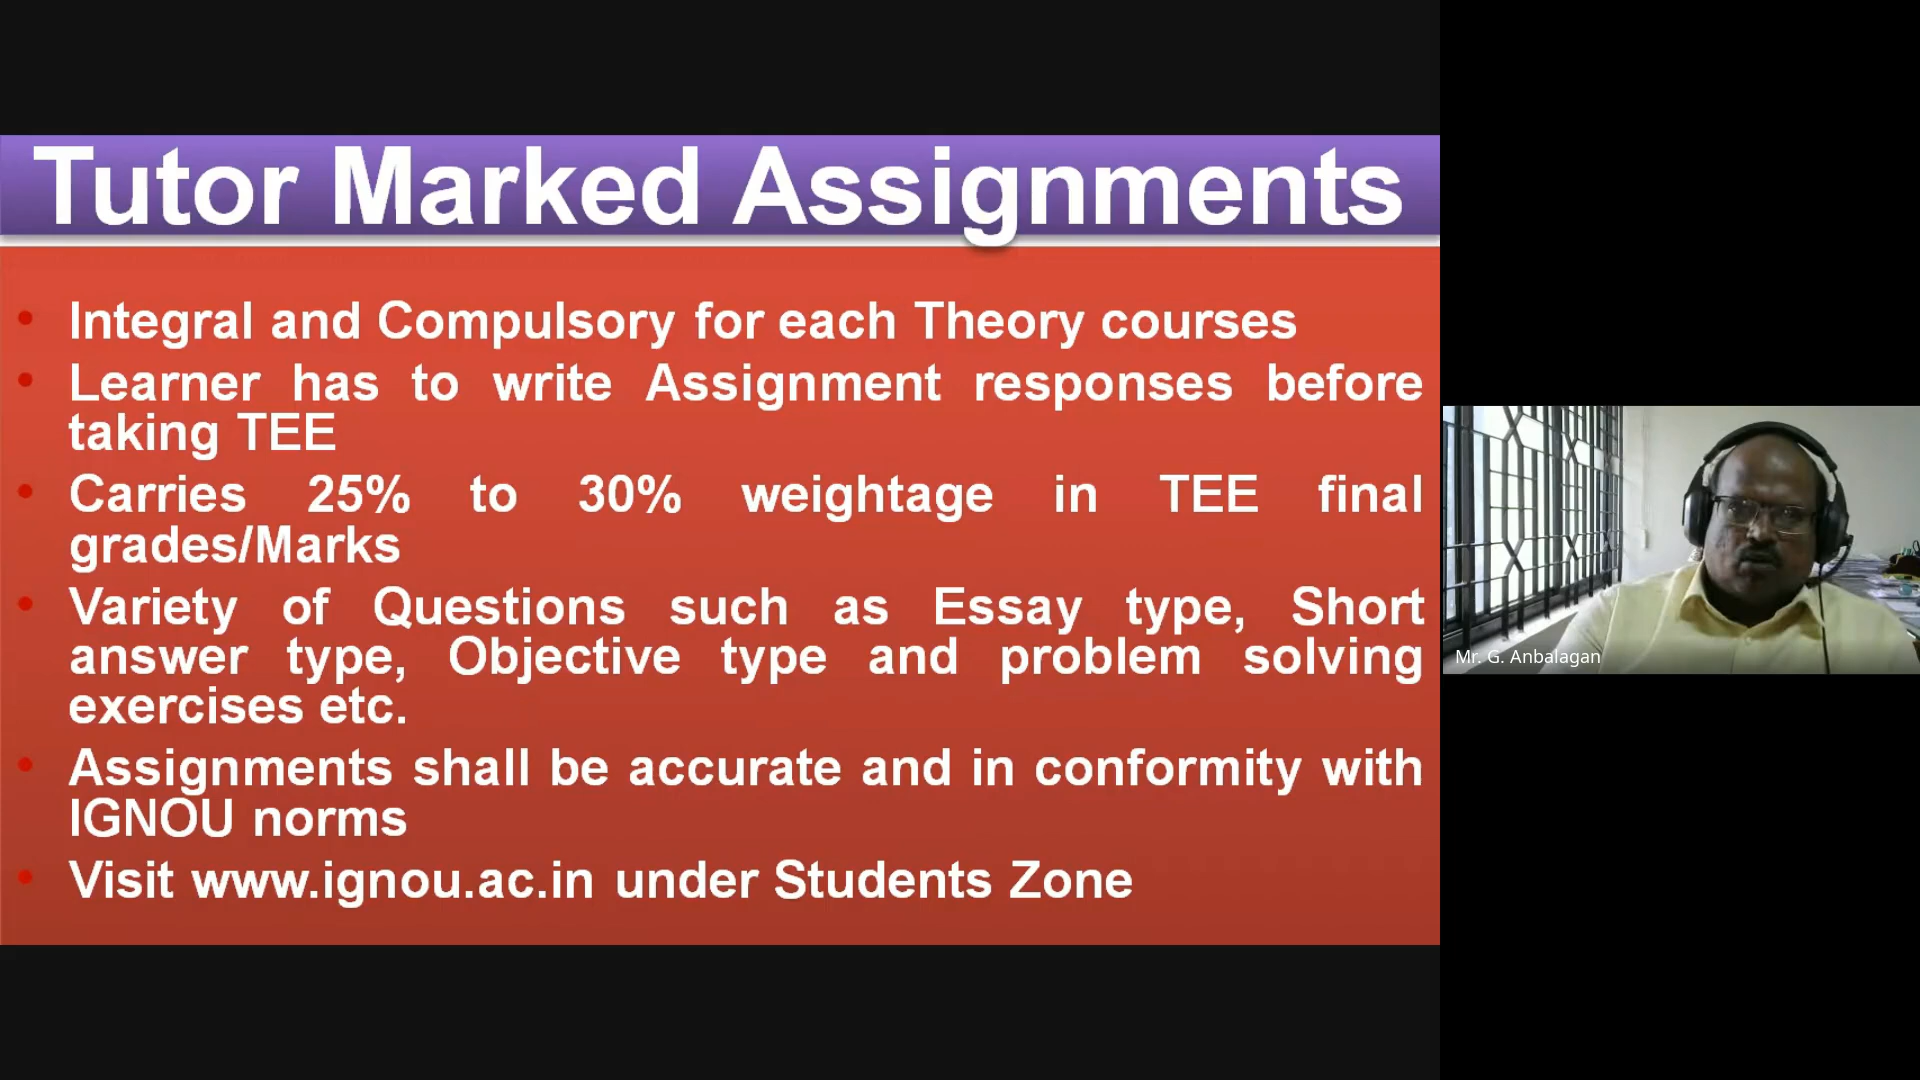 Tutor Marked Assignments
• Integral and Compulsory for each Theory courses
• Learner has to write Assignment responses before
taking TEE
• Carries 25% to 30% weightage in TEE final
grades/Marks
• Variety of Questions such as Essay type, Short
answer type, Objective type and problem solving
exercises etc.
• Assignments shall be accurate and in conformity with
IGNOU norms
• Visit www.ignou.ac.in under Students Zone
Mr. G. Anbalagan